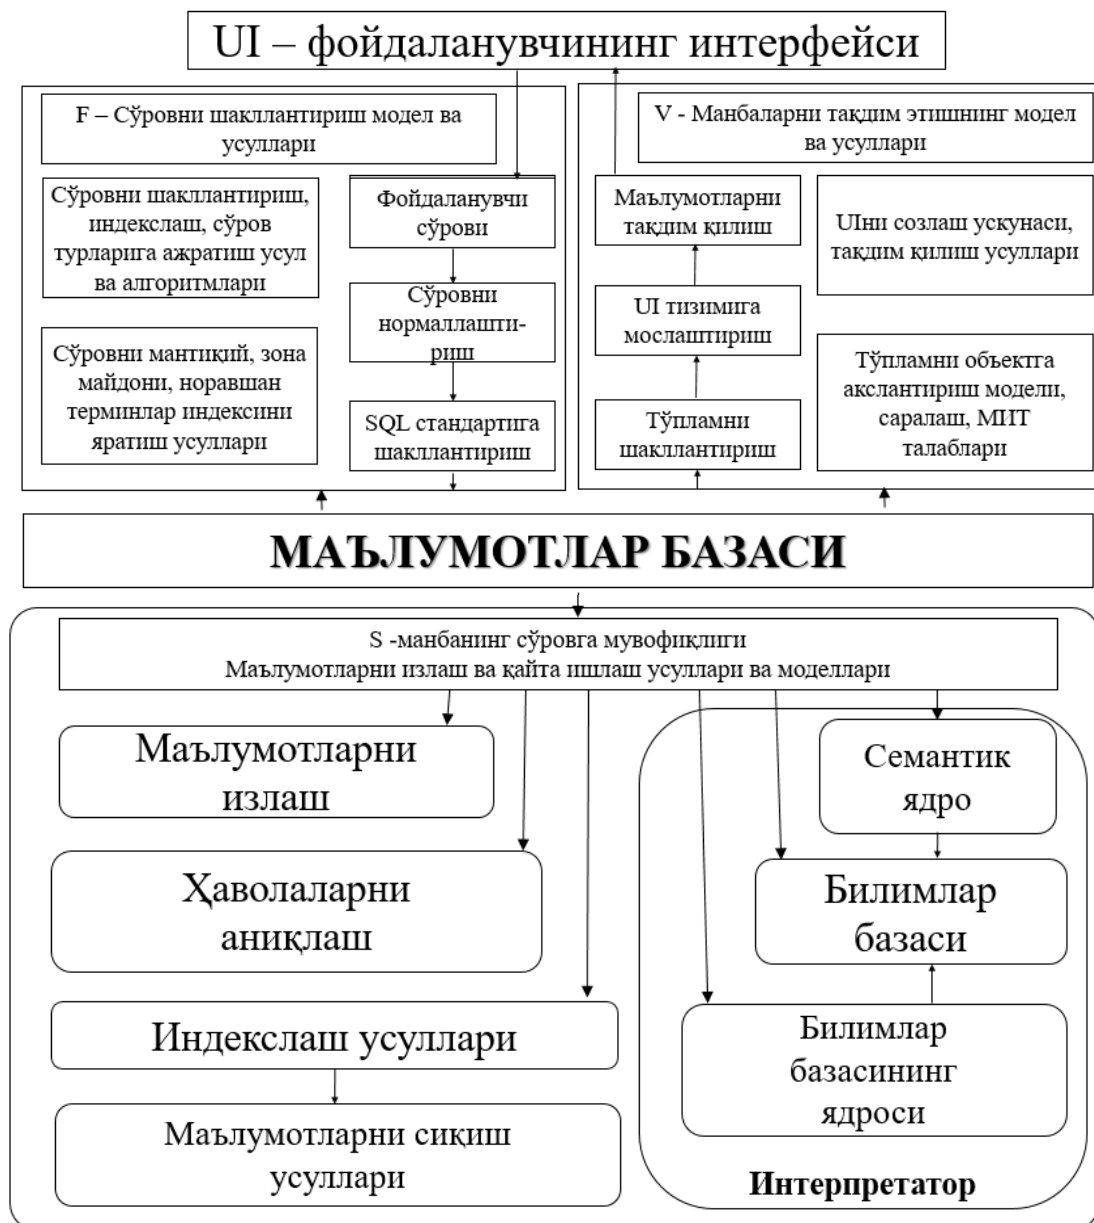 UI – фойдаланувчининг интерфейси
F – Сўровни шакллантириш модел ва
усуллари
Сўровни шакллантириш,
индекслаш, сўров
турларига ажратиш усул
ва алгоритмлари
Сўровни мантиқий, зона
майдони, норавшан
терминлар индексини
яратиш усуллари
Фойдаланувчи
сўрови
Сўровни
нормаллашти-
риш
SQL стандартига
шакллантириш
V - Манбаларни тақдим этишнинг модел
ва усуллари
Маълумотларни
тақдим қилиш
UI тизимига
мослаштириш
Тўпламни
шакллантириш
UIни созлаш ускунаси,
тақдим қилиш усуллари
Тўпламни объектга
акслантириш модели,
саралаш, МИТ
талаблари
МАЪЛУМОТЛАР БАЗАСИ
S -манбанинг сўровга мувофиқлиги
Маълумотларни излаш ва қайта ишлаш усуллари ва моделлари
Маълумотларни
излаш
Ҳаволаларни
аниқлаш
Индекслаш усуллари
Маълумотларни сиқиш
усуллари
Семантик
ядро
Билимлар
базаси
Билимлар
базасининг
ядроси
Интерпретатор